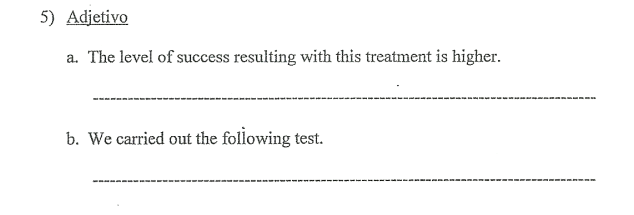 5) Adjetivo
a. The level of success resulting with this treatment is higher.
b. We carried out the following test.